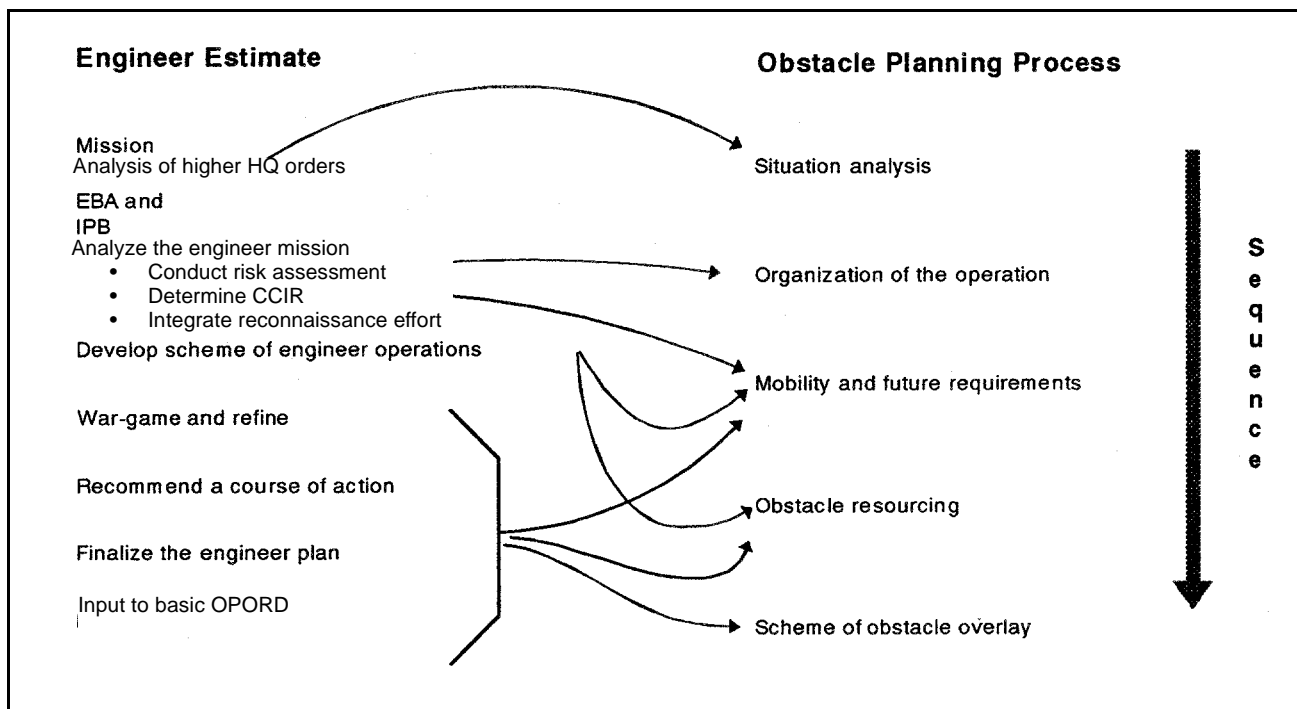 Engineer Estimate
Obstacle Planning Process
Mission
Analysis of higher HQ orders
Situation analysis
EBA and
IPB
Analyze the engineer mission
• Conduct risk assessment
• Determine CCIR
• Integrate reconnaissance effort
Organization of the operation
Develop scheme of engineer operations
Mobility and future requirements
War-game and refine
Recommend a course of action
Obstacle resourcing
Finalize the engineer plan
Input to basic OPORD
Scheme of obstacle overlay
Sequence